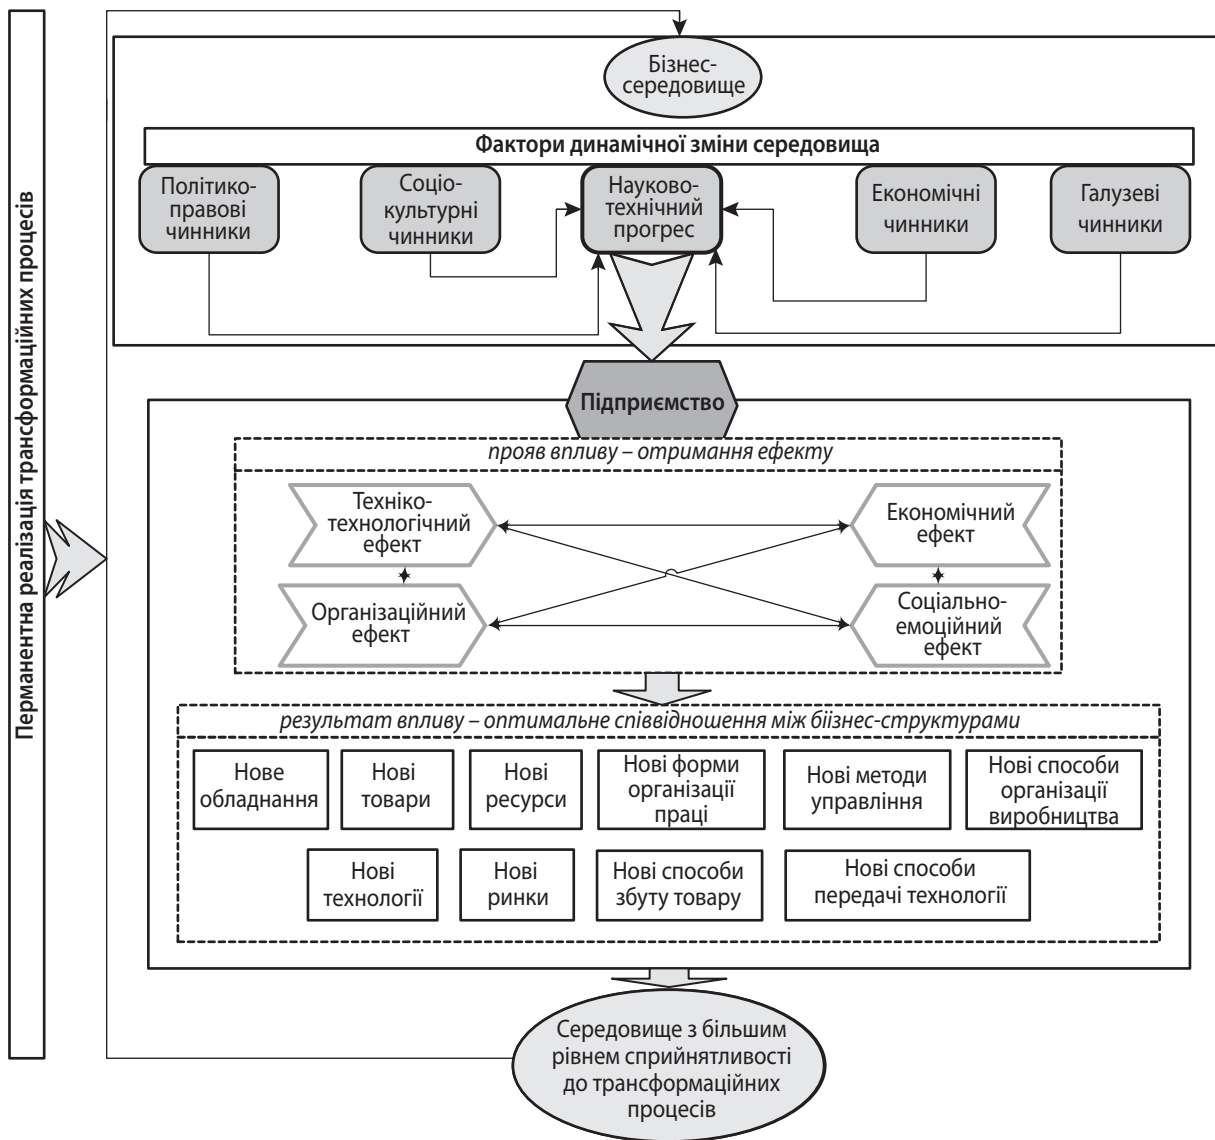 Перманентна реалізація трансформаційних процесів
Бізнес-
середовище
Фактори динамічної зміни середовища
Політико-
правові
чинники
Соціо-
культурні
чинники
Науково-
технічний
прогрес
Економічні
чинники
Галузеві
чинники
Підприємство
прояв впливу – отримання ефекту
Техніко-
технологічний
ефект
Економічний
ефект
Організаційний
ефект
Соціально-
емоційний
ефект
результат впливу – оптимальне співвідношення між біізнес-структурами
Нове
обладнання
Нові
товари
Нові
ресурси
Нові форми
організації
праці
Нові методи
управління
Нові способи
організації
виробництва
Нові
технології
Нові
ринки
Нові способи
збуту товару
Нові способи
передачі технології
Середовище з більшим
рівнем сприйнятливості
до трансформаційних
процесів